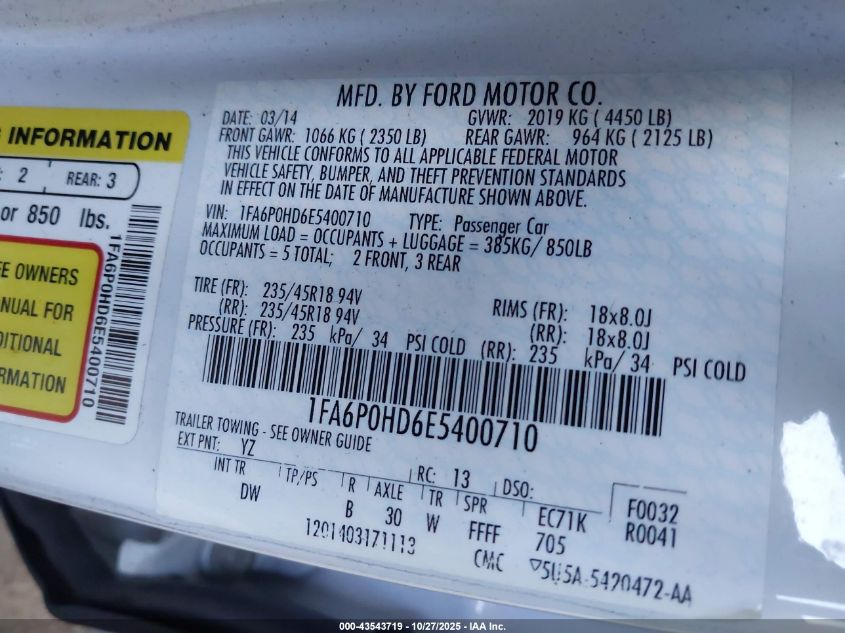 MFD. BY FORD MOTOR CO.
DATE: 03/14 GVWR: 2019 KG ( 4450 LB)
FRONT GAWR: 1066 KG ( 2350 LB) REAR GAWR: 964 KG ( 2125 LB)
THIS VEHICLE CONFORMS TO ALL APPLICABLE FEDERAL MOTOR
VEHICLE SAFETY, BUMPER, AND THEFT PREVENTION STANDARDS
IN EFFECT ON THE DATE OF MANUFACTURE SHOWN ABOVE.
VIN: 1FA6P0HD6E5400710 TYPE: Passenger Car
MAXIMUM LOAD = OCCUPANTS + LUGGAGE = 385KG/ 850LB
OCCUPANTS = 5 TOTAL; 2 FRONT, 3 REAR
TIRE (FR): 235/45R18 94V RIMS (FR): 18x8.0J
(RR): 235/45R18 94V (RR): 18x8.0J
PRESSURE (FR): 235 kPa/ 34 PSI COLD (RR): 235 kPa/ 34 PSI COLD
1FA6P0HD6E5400710
TRAILER TOWING - SEE OWNER GUIDE
EXT PNT: YZ RC: 13 DSO:
INT TR TP/PS R AXLE TR SPR EC71K F0032
DW B 30 W FFFF 705 R0041
1201403171113 CMC 5U5A-5420472-AA
INFORMATION
2 REAR: 3
or 850 lbs.
1FA6P0HD6E5400710
OWNERS
FOR
000-43543719 | 10/27/2025 | IAA Inc.